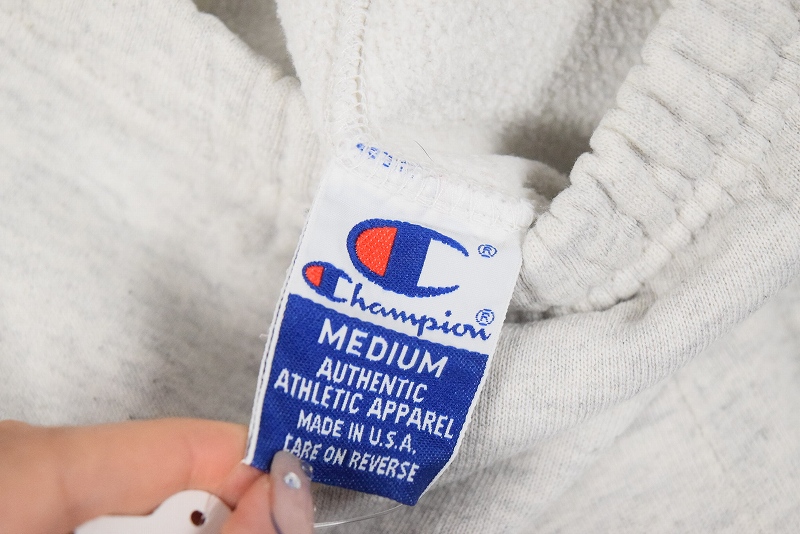 ®
Champion®
MEDIUM
AUTHENTIC
ATHLETIC APPAREL
MADE IN U.S.A.
CARE ON REVERSE